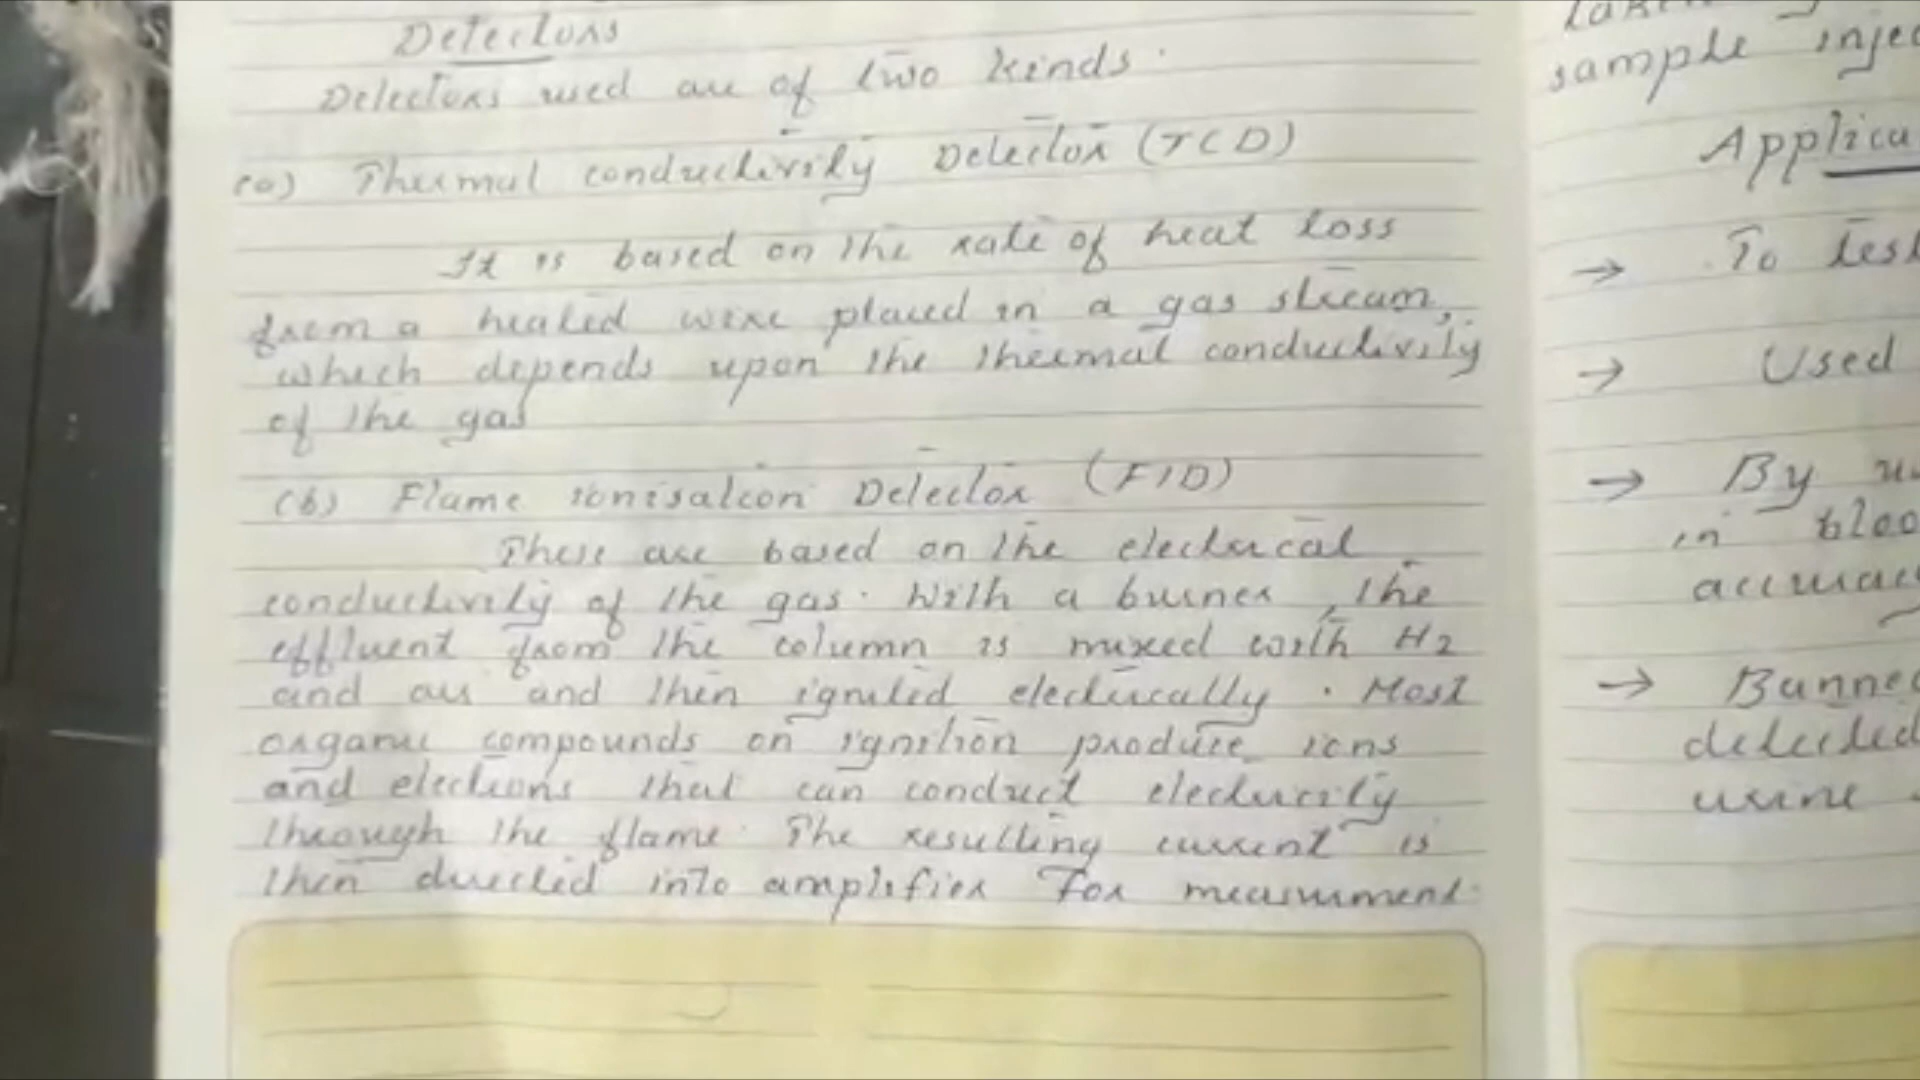 Detectors
Detectors used are of two kinds.
(a) Thermal conductivity Detector (TCD)
It is based on the rate of heat loss
from a heated wire placed in a gas stream,
which depends upon the thermal conductivity
of the gas
(b) Flame ionisation Detector (FID)
These are based on the electrical
conductivity of the gas. With a burner, the
effluent from the column is mixed with H2
and air and then ignited electrically. Most
organic compounds on ignition produce ions
and electrons that can conduct electricity
through the flame. The resulting current is
then directed into amplifier For measurment.
sample injec
Applica
→ To test
→ Used
→ By
in bloo
accurac
→ Banned
detected
urine